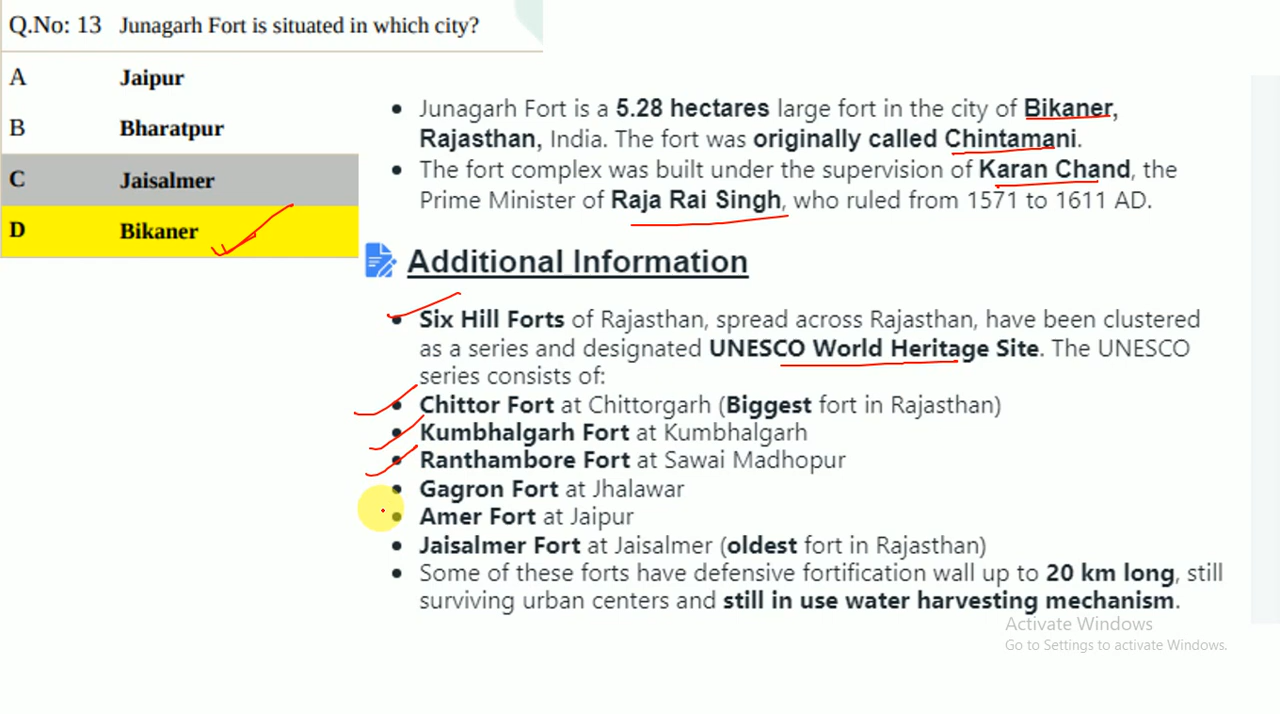 Q.No: 13 Junagarh Fort is situated in which city?
A Jaipur
B Bharatpur
C Jaisalmer
D Bikaner
• Junagarh Fort is a 5.28 hectares large fort in the city of Bikaner,
Rajasthan, India. The fort was originally called Chintamani.
• The fort complex was built under the supervision of Karan Chand, the
Prime Minister of Raja Rai Singh, who ruled from 1571 to 1611 AD.
Additional Information
• Six Hill Forts of Rajasthan, spread across Rajasthan, have been clustered
as a series and designated UNESCO World Heritage Site. The UNESCO
series consists of:
• Chittor Fort at Chittorgarh (Biggest fort in Rajasthan)
• Kumbhalgarh Fort at Kumbhalgarh
• Ranthambore Fort at Sawai Madhopur
• Gagron Fort at Jhalawar
• Amer Fort at Jaipur
• Jaisalmer Fort at Jaisalmer (oldest fort in Rajasthan)
• Some of these forts have defensive fortification wall up to 20 km long, still
surviving urban centers and still in use water harvesting mechanism.
Activate Windows
Go to Settings to activate Windows.